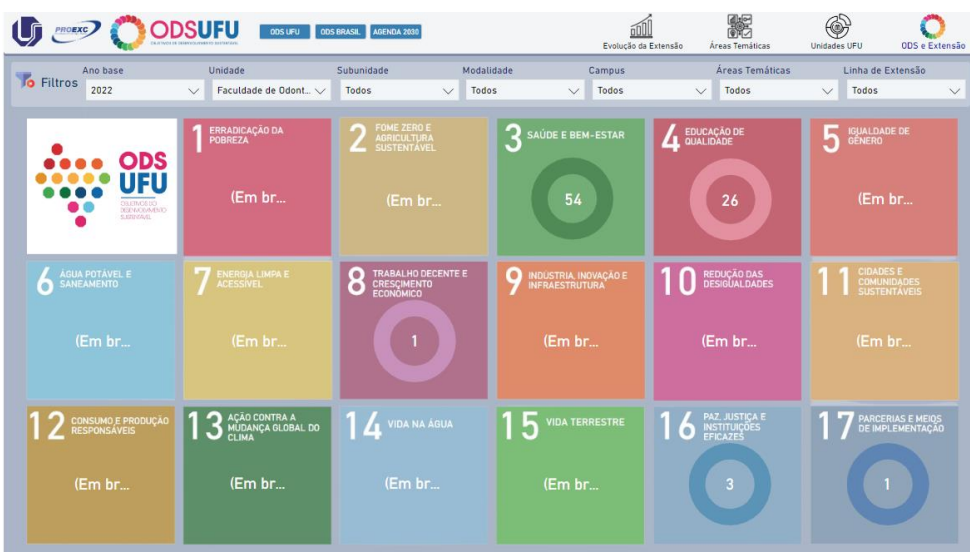 PROEXC
ODSUFU
ODS UFU
ODS BRASIL
AGENDA 2030
Evolução da Extensão
Áreas Temáticas
Unidades UFU
ODS e Extensão
Filtros
Ano base
2022
Unidade
Faculdade de Odont...
Subunidade
Todos
Modalidade
Todos
Campus
Todos
Áreas Temáticas
Todos
Linha de Extensão
Todos
ODS
UFU
OBJETIVOS DO
DESENVOLVIMENTO
SUSTENTÁVEL
1 ERRADICAÇÃO DA
POBREZA
(Em br...
2 FOME ZERO E
AGRICULTURA
SUSTENTÁVEL
(Em br...
3 SAÚDE E BEM-ESTAR
54
4 EDUCAÇÃO DE
QUALIDADE
26
5 IGUALDADE DE
GÊNERO
(Em br...
6 ÁGUA POTÁVEL E
SANEAMENTO
(Em br...
7 ENERGIA LIMPA E
ACESSÍVEL
(Em br...
8 TRABALHO DECENTE E
CRESCIMENTO
ECONÔMICO
1
9 INDÚSTRIA, INOVAÇÃO E
INFRAESTRUTURA
(Em br...
10 REDUÇÃO DAS
DESIGUALDADES
(Em br...
11 CIDADES E
COMUNIDADES
SUSTENTÁVEIS
(Em br...
12 CONSUMO E PRODUÇÃO
RESPONSÁVEIS
(Em br...
13 AÇÃO CONTRA A
MUDANÇA GLOBAL DO
CLIMA
(Em br...
14 VIDA NA ÁGUA
(Em br...
15 VIDA TERRESTRE
(Em br...
16 PAZ, JUSTIÇA E
INSTITUIÇÕES
EFICAZES
3
17 PARCERIAS E MEIOS
DE IMPLEMENTAÇÃO
1